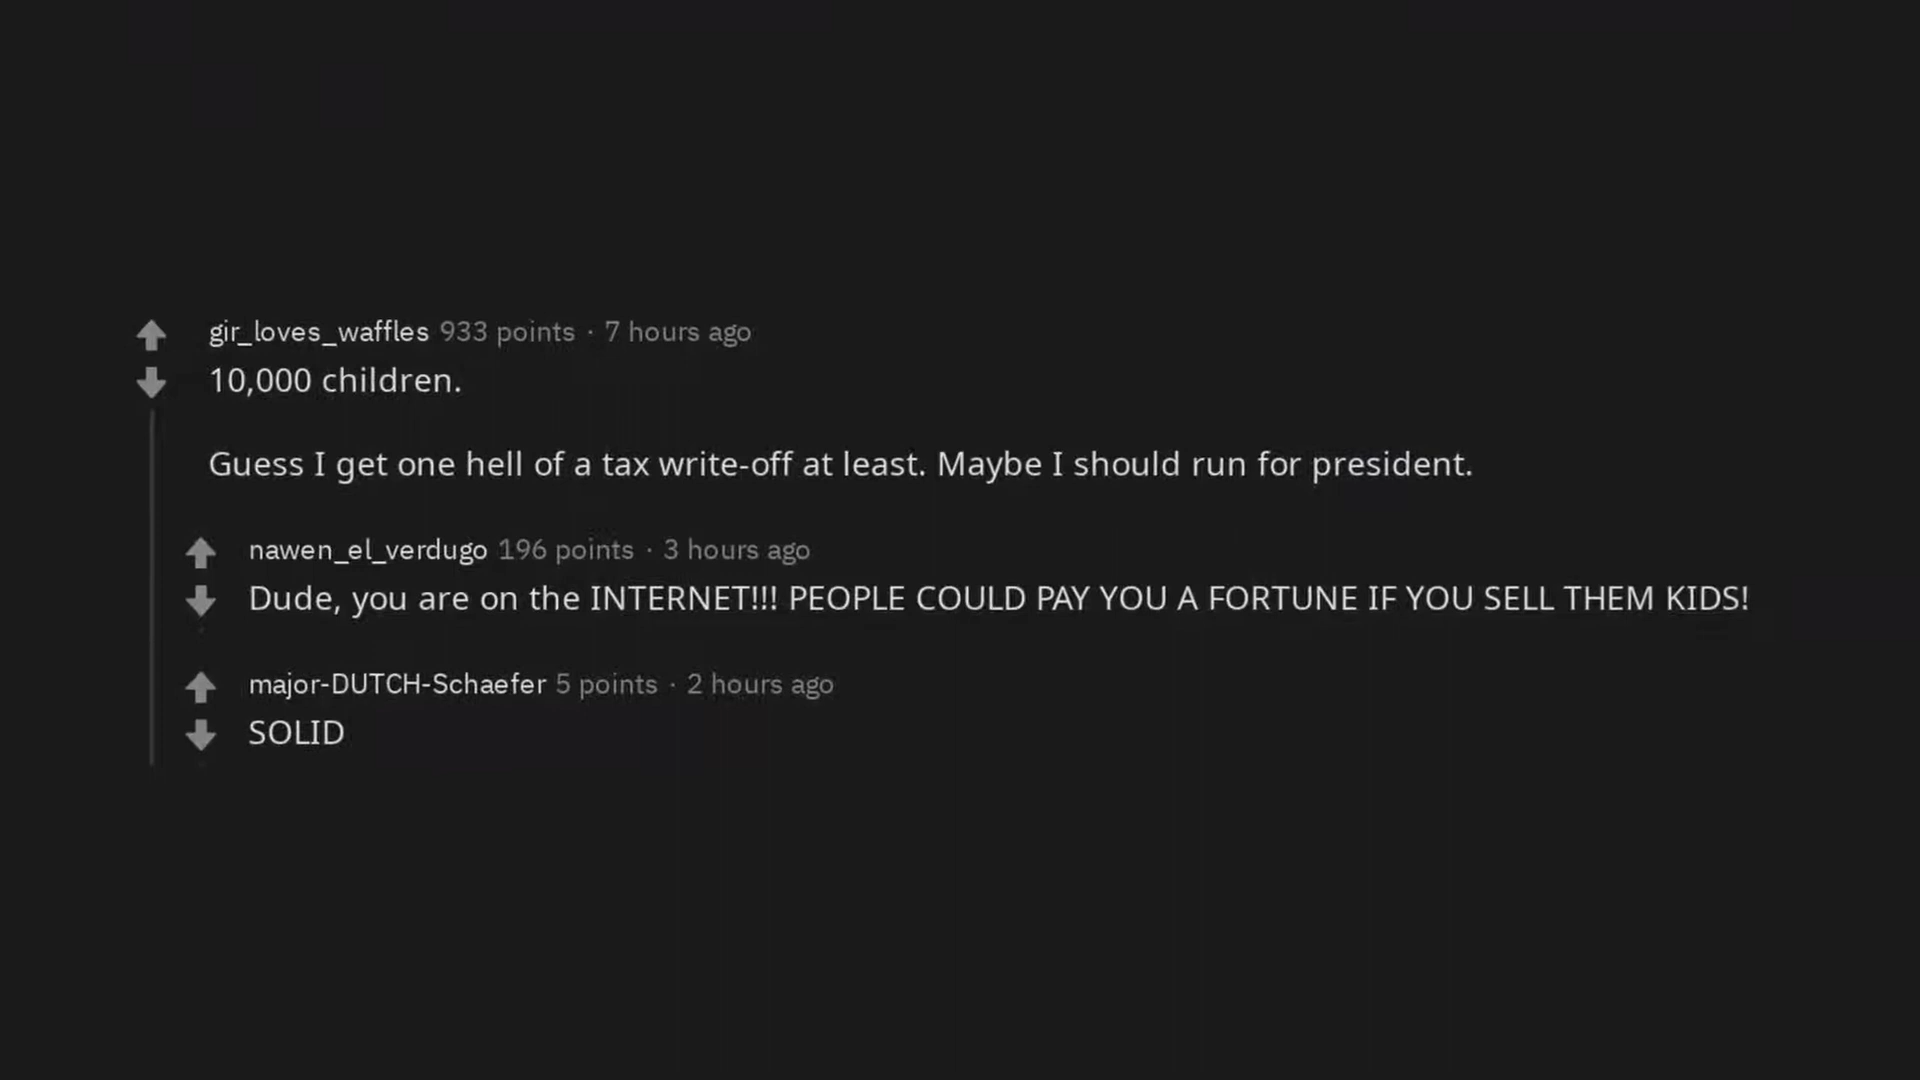 gir_loves_waffles 933 points · 7 hours ago
10,000 children.
Guess I get one hell of a tax write-off at least. Maybe I should run for president.
nawen_el_verdugo 196 points · 3 hours ago
Dude, you are on the INTERNET!!! PEOPLE COULD PAY YOU A FORTUNE IF YOU SELL THEM KIDS!
major-DUTCH-Schaefer 5 points · 2 hours ago
SOLID